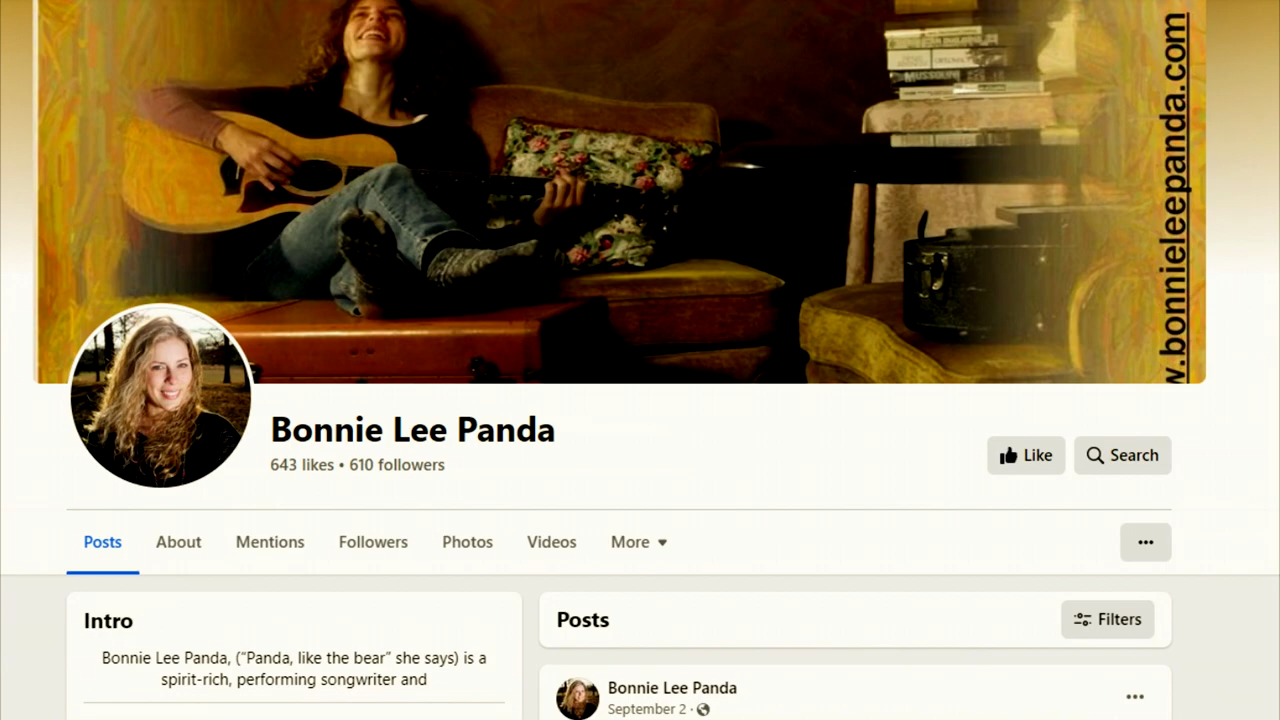 MUSSOLINI
w.bonnieleepanda.com
Bonnie Lee Panda
643 likes • 610 followers
Like
Search
Posts
About
Mentions
Followers
Photos
Videos
More
Intro
Posts
Filters
Bonnie Lee Panda, (“Panda, like the bear” she says) is a
spirit-rich, performing songwriter and
Bonnie Lee Panda
September 2 ·